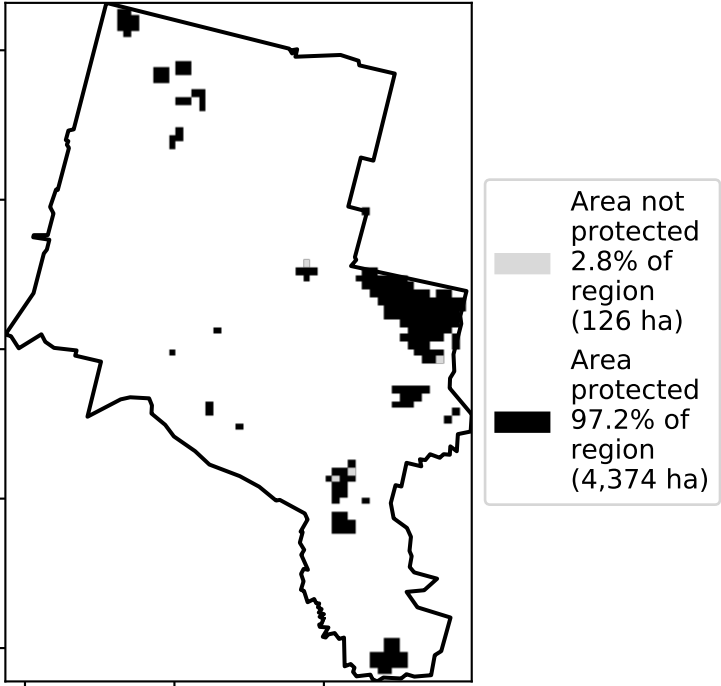 Area not
protected
2.8% of
region
(126 ha)
Area
protected
97.2% of
region
(4,374 ha)